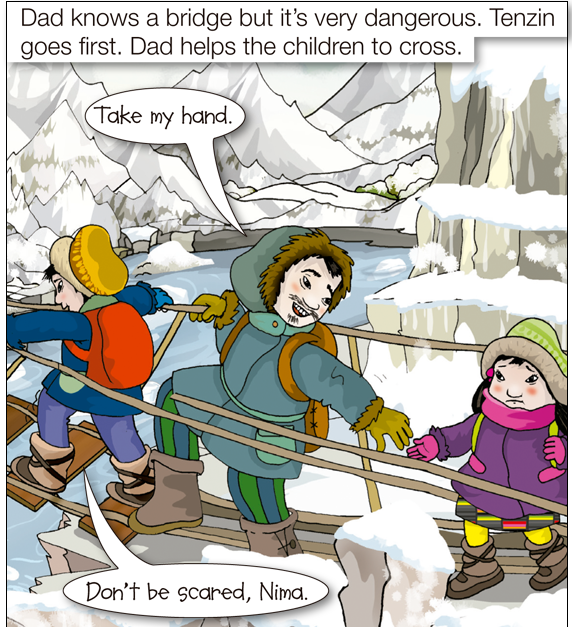 Dad knows a bridge but it's very dangerous. Tenzin
goes first. Dad helps the children to cross.
Take my hand.
Don't be scared, Nima.